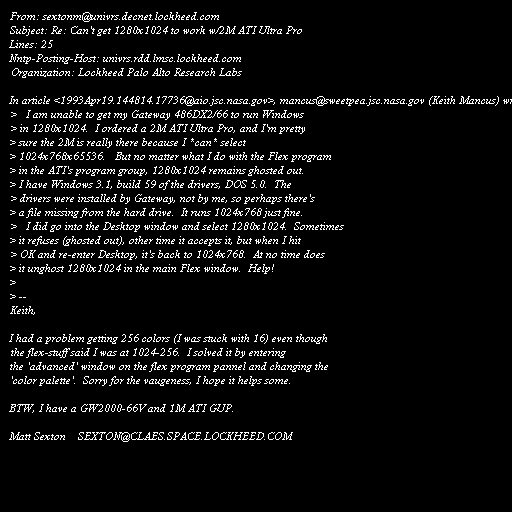 From: sextonm@univrs.decnet.lockheed.com
Subject: Re: Can't get 1280x1024 to work w/2M ATI Ultra Pro
Lines: 25
Nntp-Posting-Host: univrs.rdd.lmsc.lockheed.com
Organization: Lockheed Palo Alto Research Labs

In article <1993Apr19.144814.17736@aio.jsc.nasa.gov>, mancus@sweetpea.jsc.nasa.gov (Keith Mancus) wr
>   I am unable to get my Gateway 486DX2/66 to run Windows
> in 1280x1024.  I ordered a 2M ATI Ultra Pro, and I'm pretty
> sure the 2M is really there because I *can* select
> 1024x768x65536.   But no matter what I do with the Flex program
> in the ATI's program group, 1280x1024 remains ghosted out.
> I have Windows 3.1, build 59 of the drivers, DOS 5.0.  The
> drivers were installed by Gateway, not by me, so perhaps there's
> a file missing from the hard drive.  It runs 1024x768 just fine.
>   I did go into the Desktop window and select 1280x1024.  Sometimes
> it refuses (ghosted out), other time it accepts it, but when I hit
> OK and re-enter Desktop, it's back to 1024x768.  At no time does
> it unghost 1280x1024 in the main Flex window.  Help!
>
> --
Keith,

I had a problem getting 256 colors (I was stuck with 16) even though
the flex-stuff said I was at 1024-256.  I solved it by entering
the 'advanced' window on the flex program pannel and changing the
'color palette'.  Sorry for the vaugeness, I hope it helps some.

BTW, I have a GW2000-66V and 1M ATI GUP.

Matt Sexton    SEXTON@CLAES.SPACE.LOCKHEED.COM